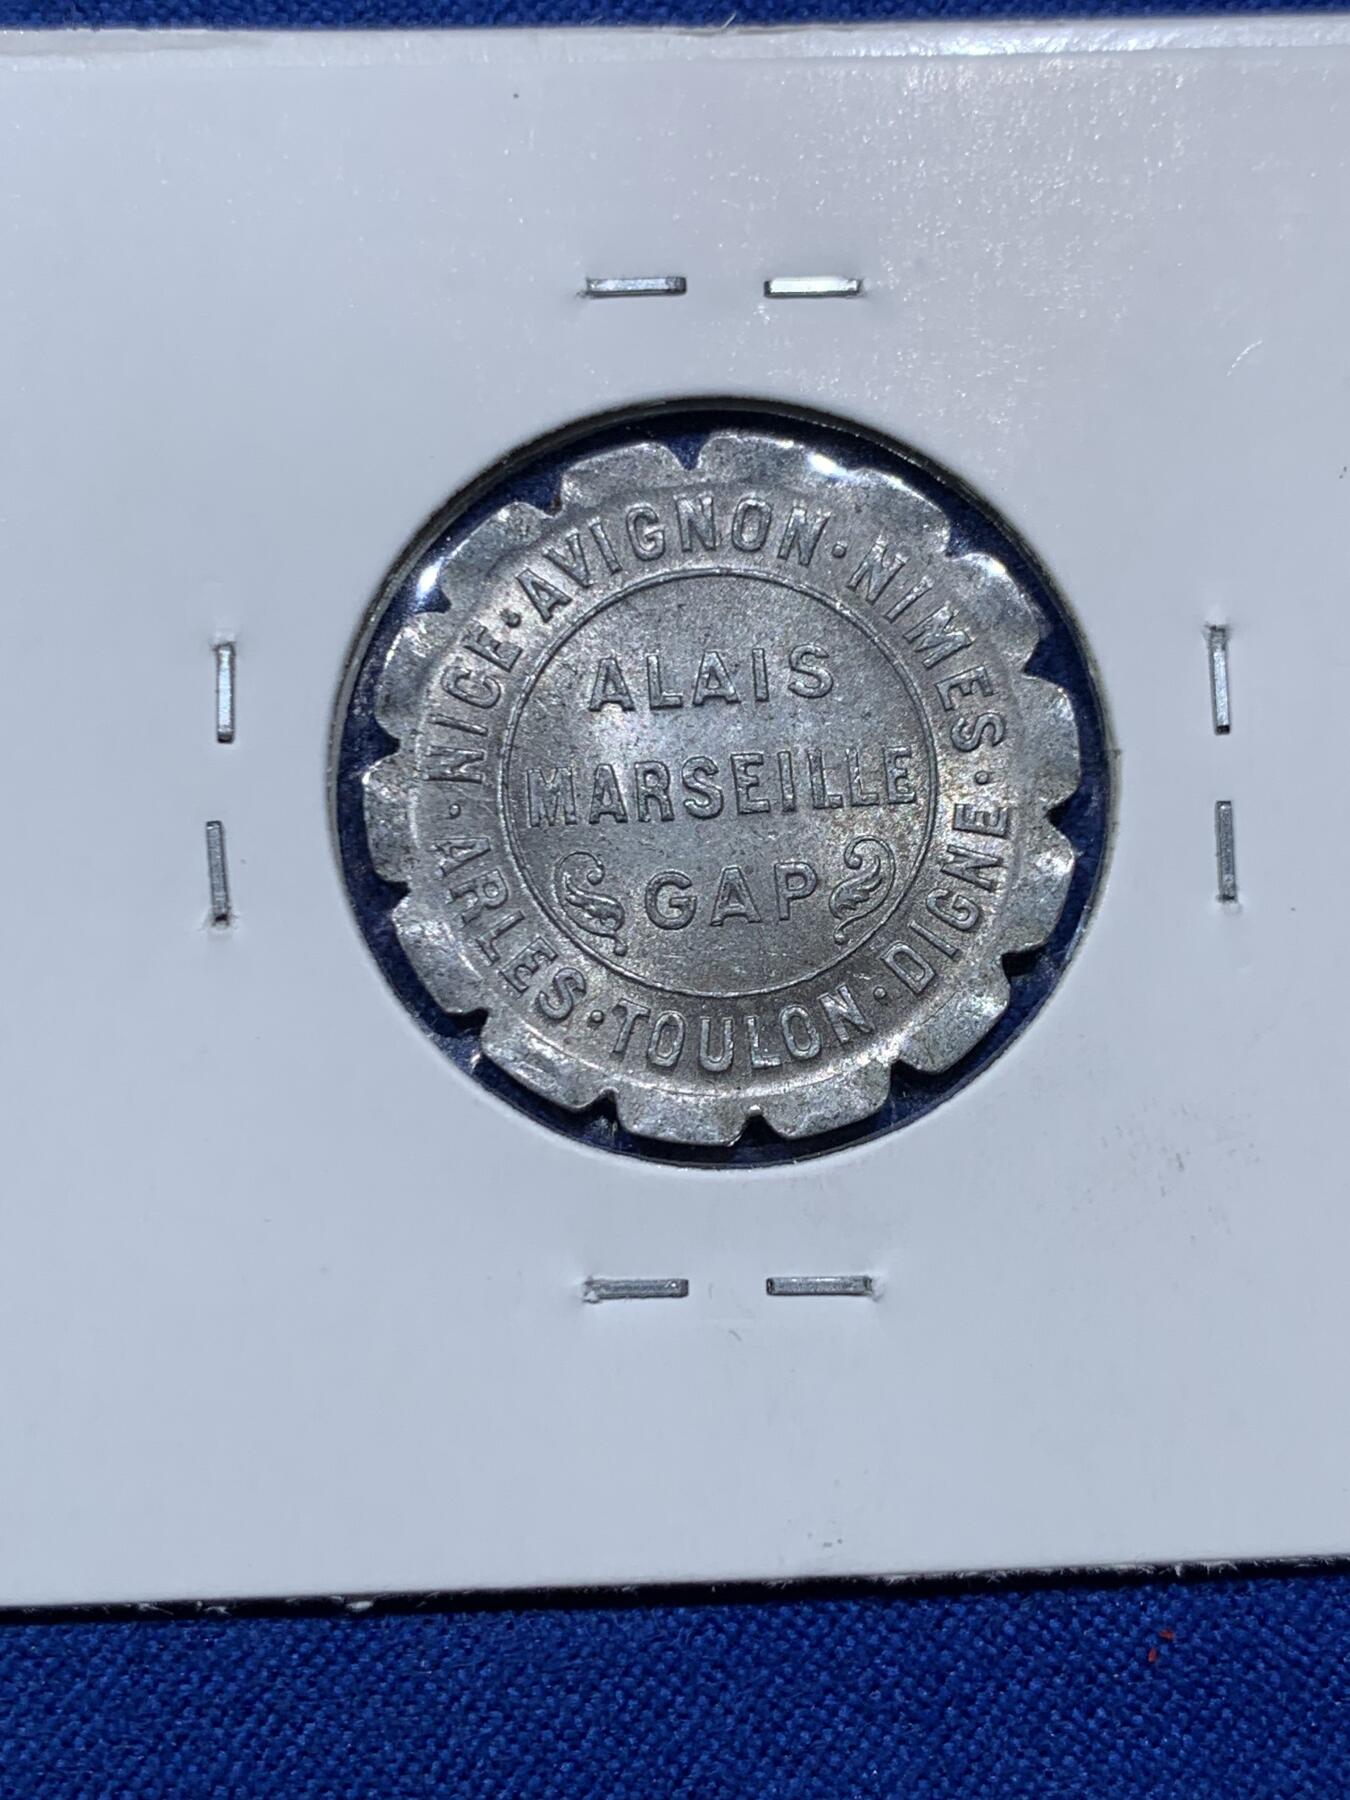 ALAIS
MARSEILLE
GAP
NICE · AVIGNON · NIMES · DIGNE · TOULON · ARLES ·